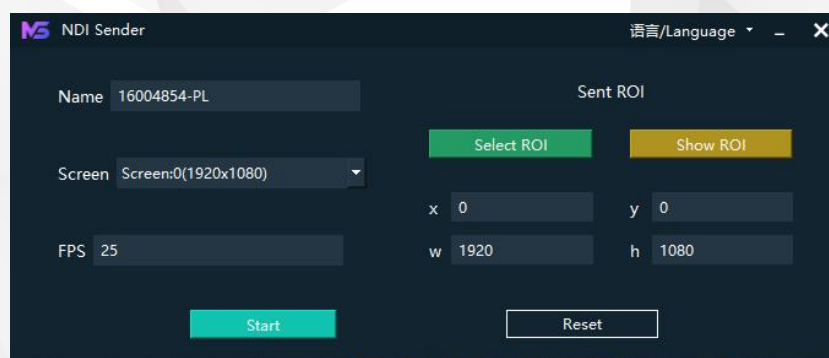 MS NDI Sender 语言/Language
Name 16004854-PL
Sent ROI
Select ROI Show ROI
Screen Screen:0(1920x1080)
x 0 y 0
FPS 25 w 1920 h 1080
Start Reset